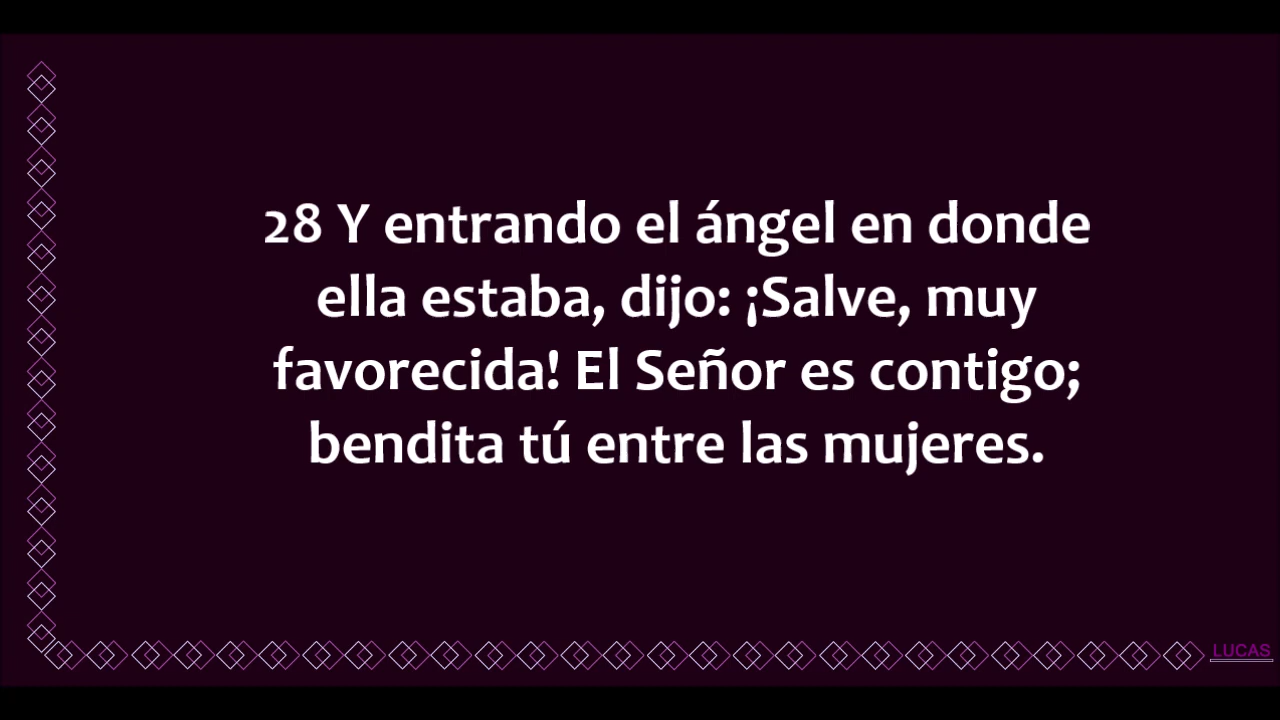 28 Y entrando el ángel en donde
ella estaba, dijo: ¡Salve, muy
favorecida! El Señor es contigo;
bendita tú entre las mujeres.
LUCAS